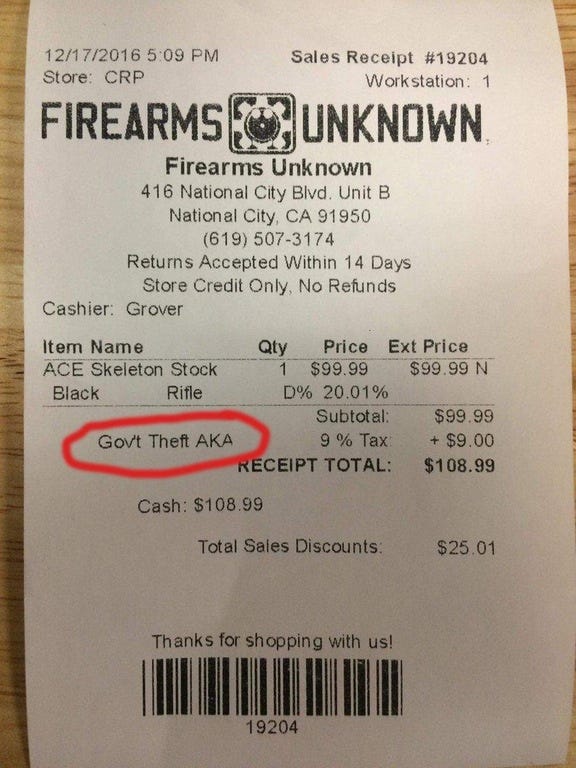 12/17/2016 5:09 PM Sales Receipt #19204
Store: CRP Workstation: 1
FIREARMS UNKNOWN
Firearms Unknown
416 National City Blvd. Unit B
National City, CA 91950
(619) 507-3174
Returns Accepted Within 14 Days
Store Credit Only, No Refunds
Cashier: Grover
Item Name Qty Price Ext Price
ACE Skeleton Stock 1 $99.99 $99.99 N
Black Rifle D% 20.01%
Subtotal: $99.99
Gov't Theft AKA 9 % Tax: + $9.00
RECEIPT TOTAL: $108.99
Cash: $108.99
Total Sales Discounts: $25.01
Thanks for shopping with us!
19204